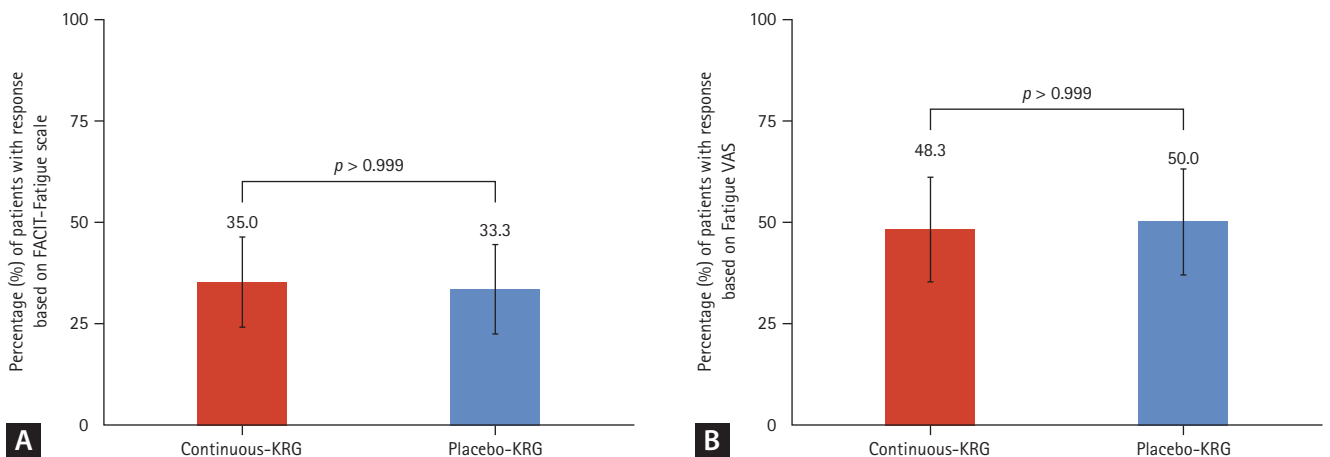 Percentage (%) of patients with response
based on FACIT-Fatigue scale
100
75
50
25
0
p > 0.999
35.0
33.3
Continuous-KRG
Placebo-KRG
A
Percentage (%) of patients with response
based on Fatigue VAS
100
75
50
25
0
p > 0.999
48.3
50.0
Continuous-KRG
Placebo-KRG
B